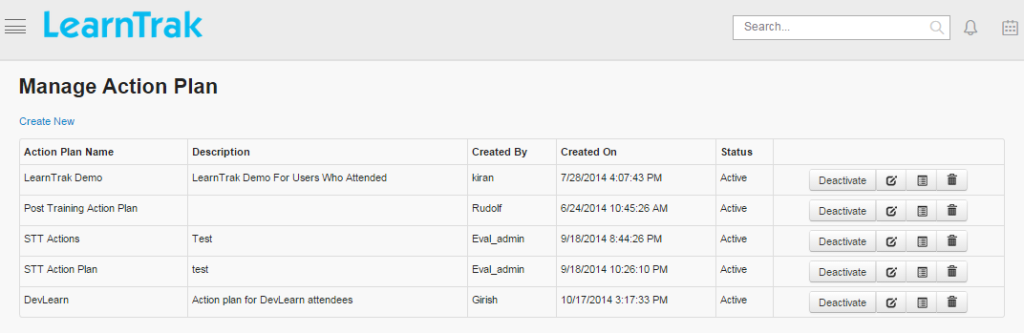 LearnTrak
Search...
Manage Action Plan
Create New
Action Plan Name Description Created By Created On Status
LearnTrak Demo LearnTrak Demo For Users Who Attended kiran 7/28/2014 4:07:43 PM Active Deactivate
Post Training Action Plan Rudolf 6/24/2014 10:45:26 AM Active Deactivate
STT Actions Test Eval_admin 9/18/2014 8:44:26 PM Active Deactivate
STT Action Plan test Eval_admin 9/18/2014 10:26:10 PM Active Deactivate
DevLearn Action plan for DevLearn attendees Girish 10/17/2014 3:17:33 PM Active Deactivate